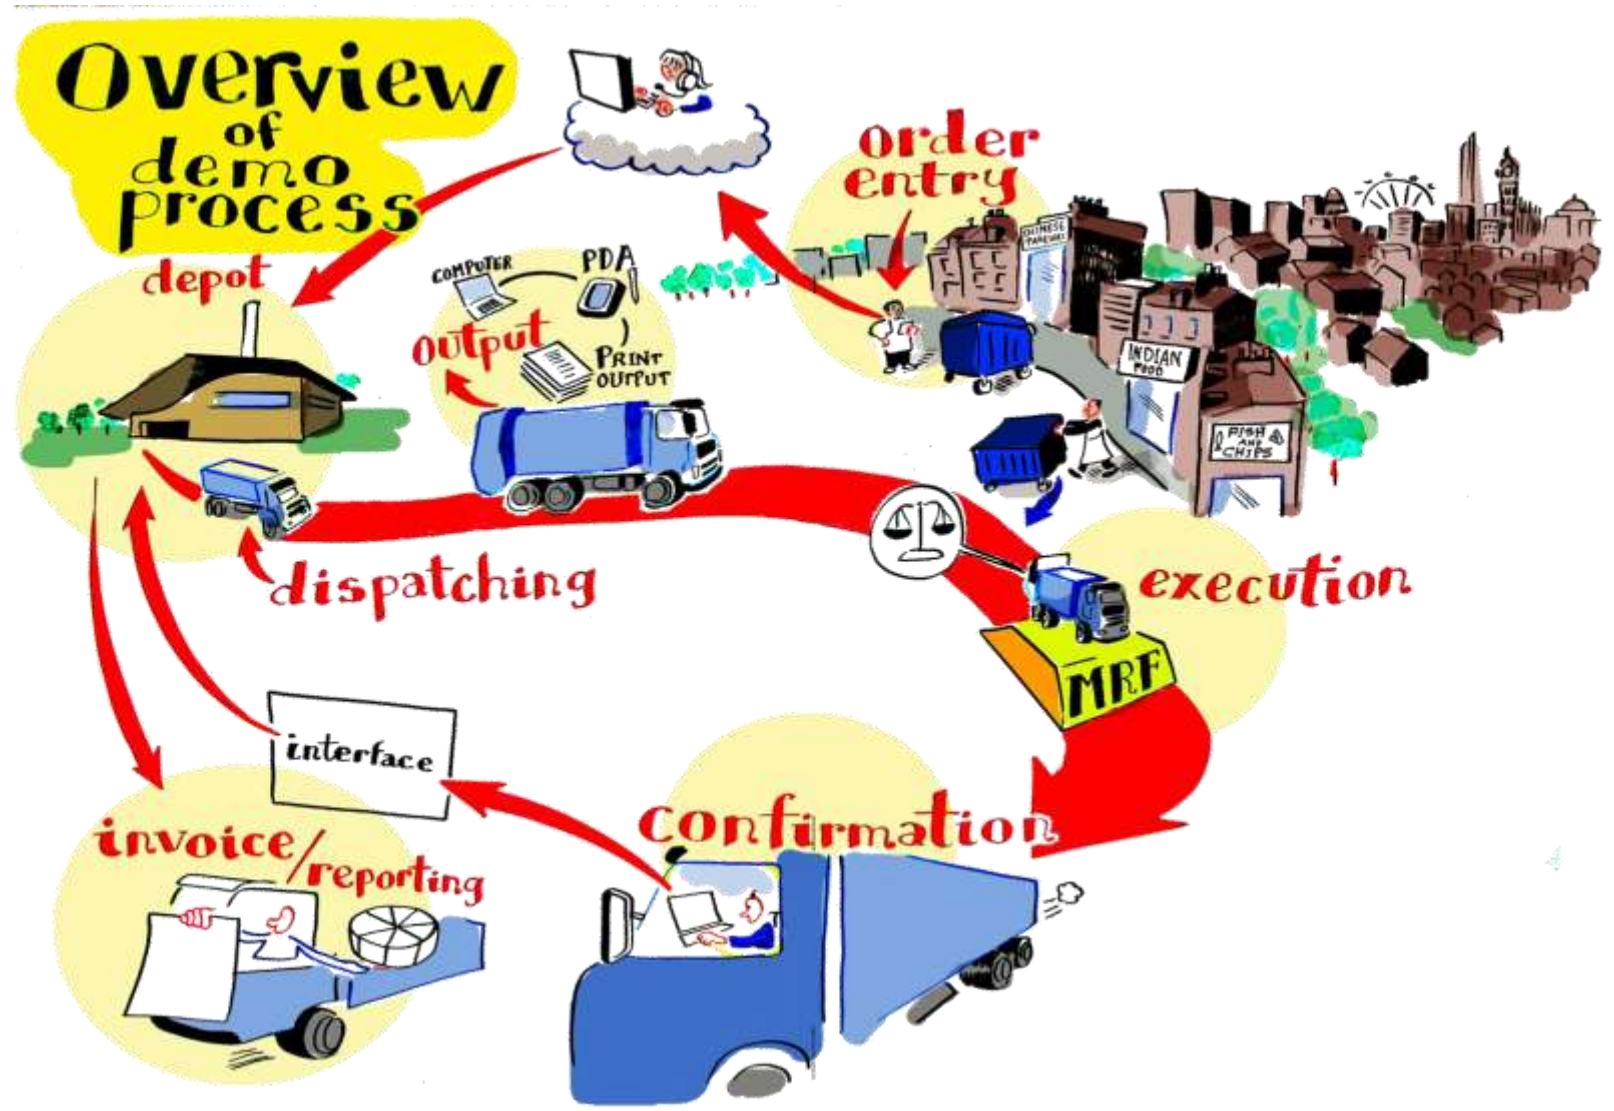 Overview
of
demo
process
order
entry
depot
COMPUTER
PDA
output
PRINT
OUTPUT
CHINESE
INDIAN
FOOD
FISH
AND
CHIPS
dispatching
execution
MRF
interface
confirmation
invoice/
reporting